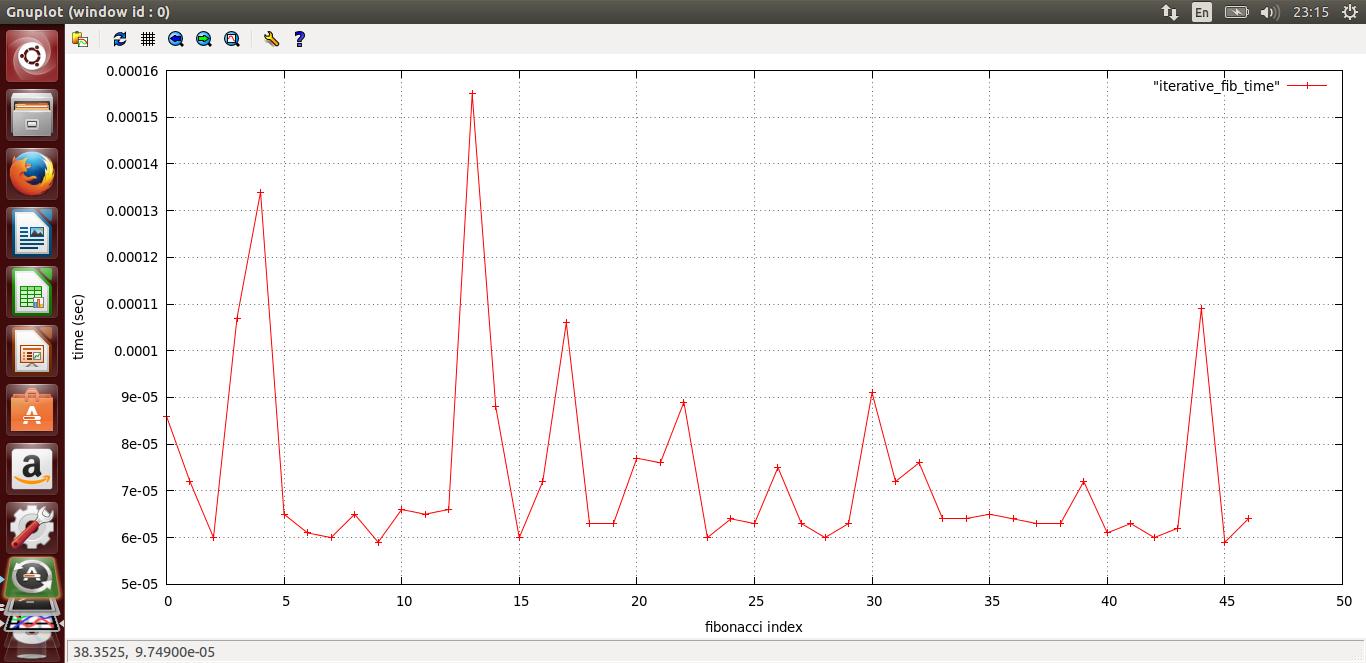 Gnuplot (window id : 0)
En
23:15
"iterative_fib_time"
0.00016
0.00015
0.00014
0.00013
0.00012
0.00011
0.0001
9e-05
8e-05
7e-05
6e-05
5e-05
time (sec)
0 5 10 15 20 25 30 35 40 45 50
fibonacci index
38.3525, 9.74900e-05